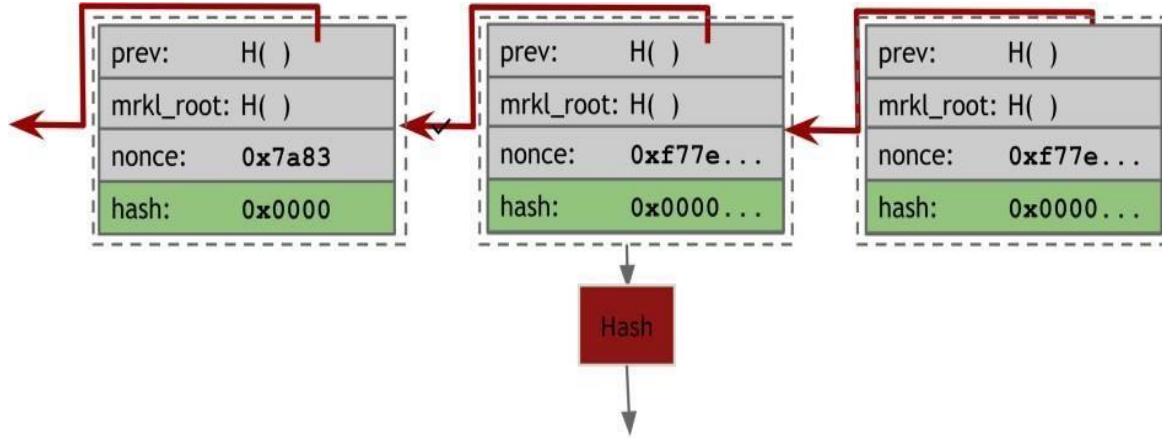 prev: H( )
mrkl_root: H( )
nonce: 0x7a83
hash: 0x0000
prev: H( )
mrkl_root: H( )
nonce: 0xf77e...
hash: 0x0000...
prev: H( )
mrkl_root: H( )
nonce: 0xf77e...
hash: 0x0000...
Hash